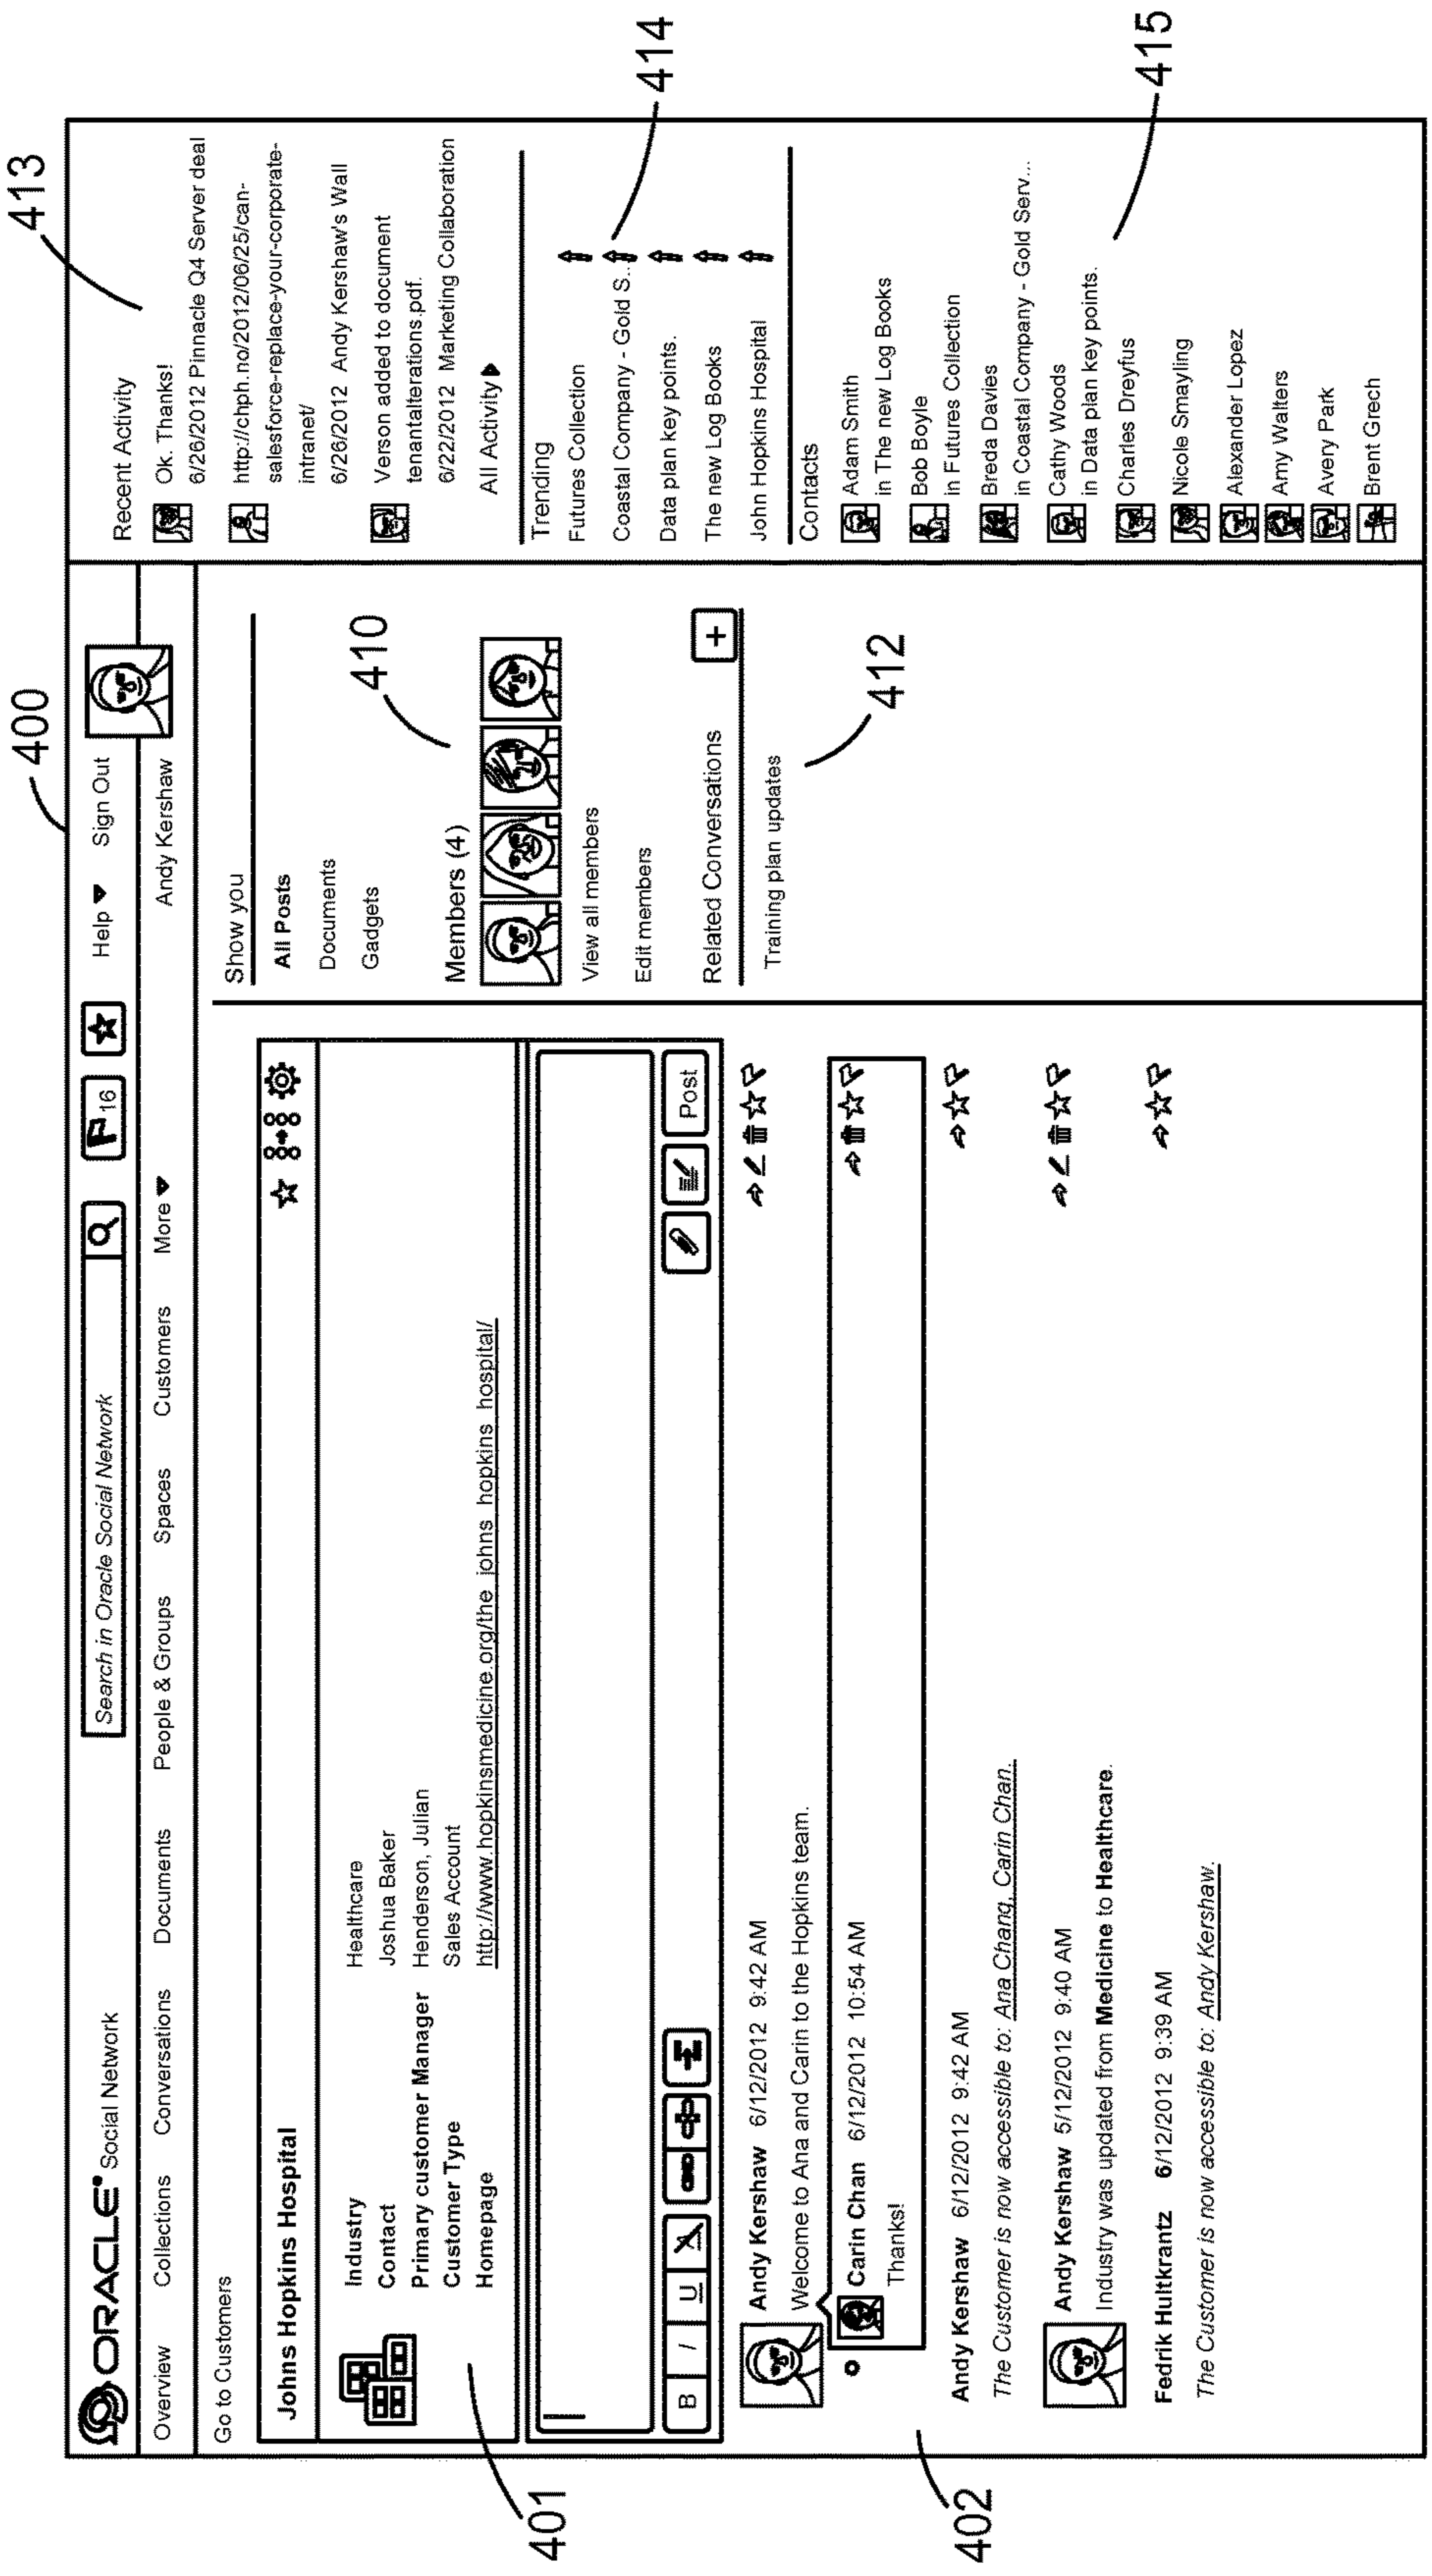 400
413
414
415
410
412
401
402
ORACLE Social Network
Search in Oracle Social Network
16
Help
Sign Out
Overview
Collections
Conversations
Documents
People & Groups
Spaces
Customers
More
Andy Kershaw
Go to Customers
Johns Hopkins Hospital
Industry Healthcare
Contact Joshua Baker
Primary customer Manager Henderson, Julian
Customer Type Sales Account
Homepage http://www.hopkinsmedicine.org/the_johns_hopkins_hospital/
B I U A
Post
Andy Kershaw 6/12/2012 9:42 AM
Welcome to Ana and Carin to the Hopkins team.
Carin Chan 6/12/2012 10:54 AM
Thanks!
Andy Kershaw 6/12/2012 9:42 AM
The Customer is now accessible to: Ana Chang, Carin Chan.
Andy Kershaw 5/12/2012 9:40 AM
Industry was updated from Medicine to Healthcare.
Fedrik Hultkrantz 6/12/2012 9:39 AM
The Customer is now accessible to: Andy Kershaw.
Show you
All Posts
Documents
Gadgets
Members (4)
View all members
Edit members
Related Conversations +
Training plan updates
Recent Activity
Ok. Thanks!
6/26/2012 Pinnacle Q4 Server deal
http://chph.no/2012/06/25/can-
salesforce-replace-your-corporate-
intranet/
6/26/2012 Andy Kershaw's Wall
Verson added to document
tenantalterations.pdf.
6/22/2012 Marketing Collaboration
All Activity
Trending
Futures Collection
Coastal Company - Gold S...
Data plan key points.
The new Log Books
John Hopkins Hospital
Contacts
Adam Smith
in The new Log Books
Bob Boyle
in Futures Collection
Breda Davies
in Coastal Company - Gold Serv...
Cathy Woods
in Data plan key points.
Charles Dreyfus
Nicole Smayling
Alexander Lopez
Amy Walters
Avery Park
Brent Grech